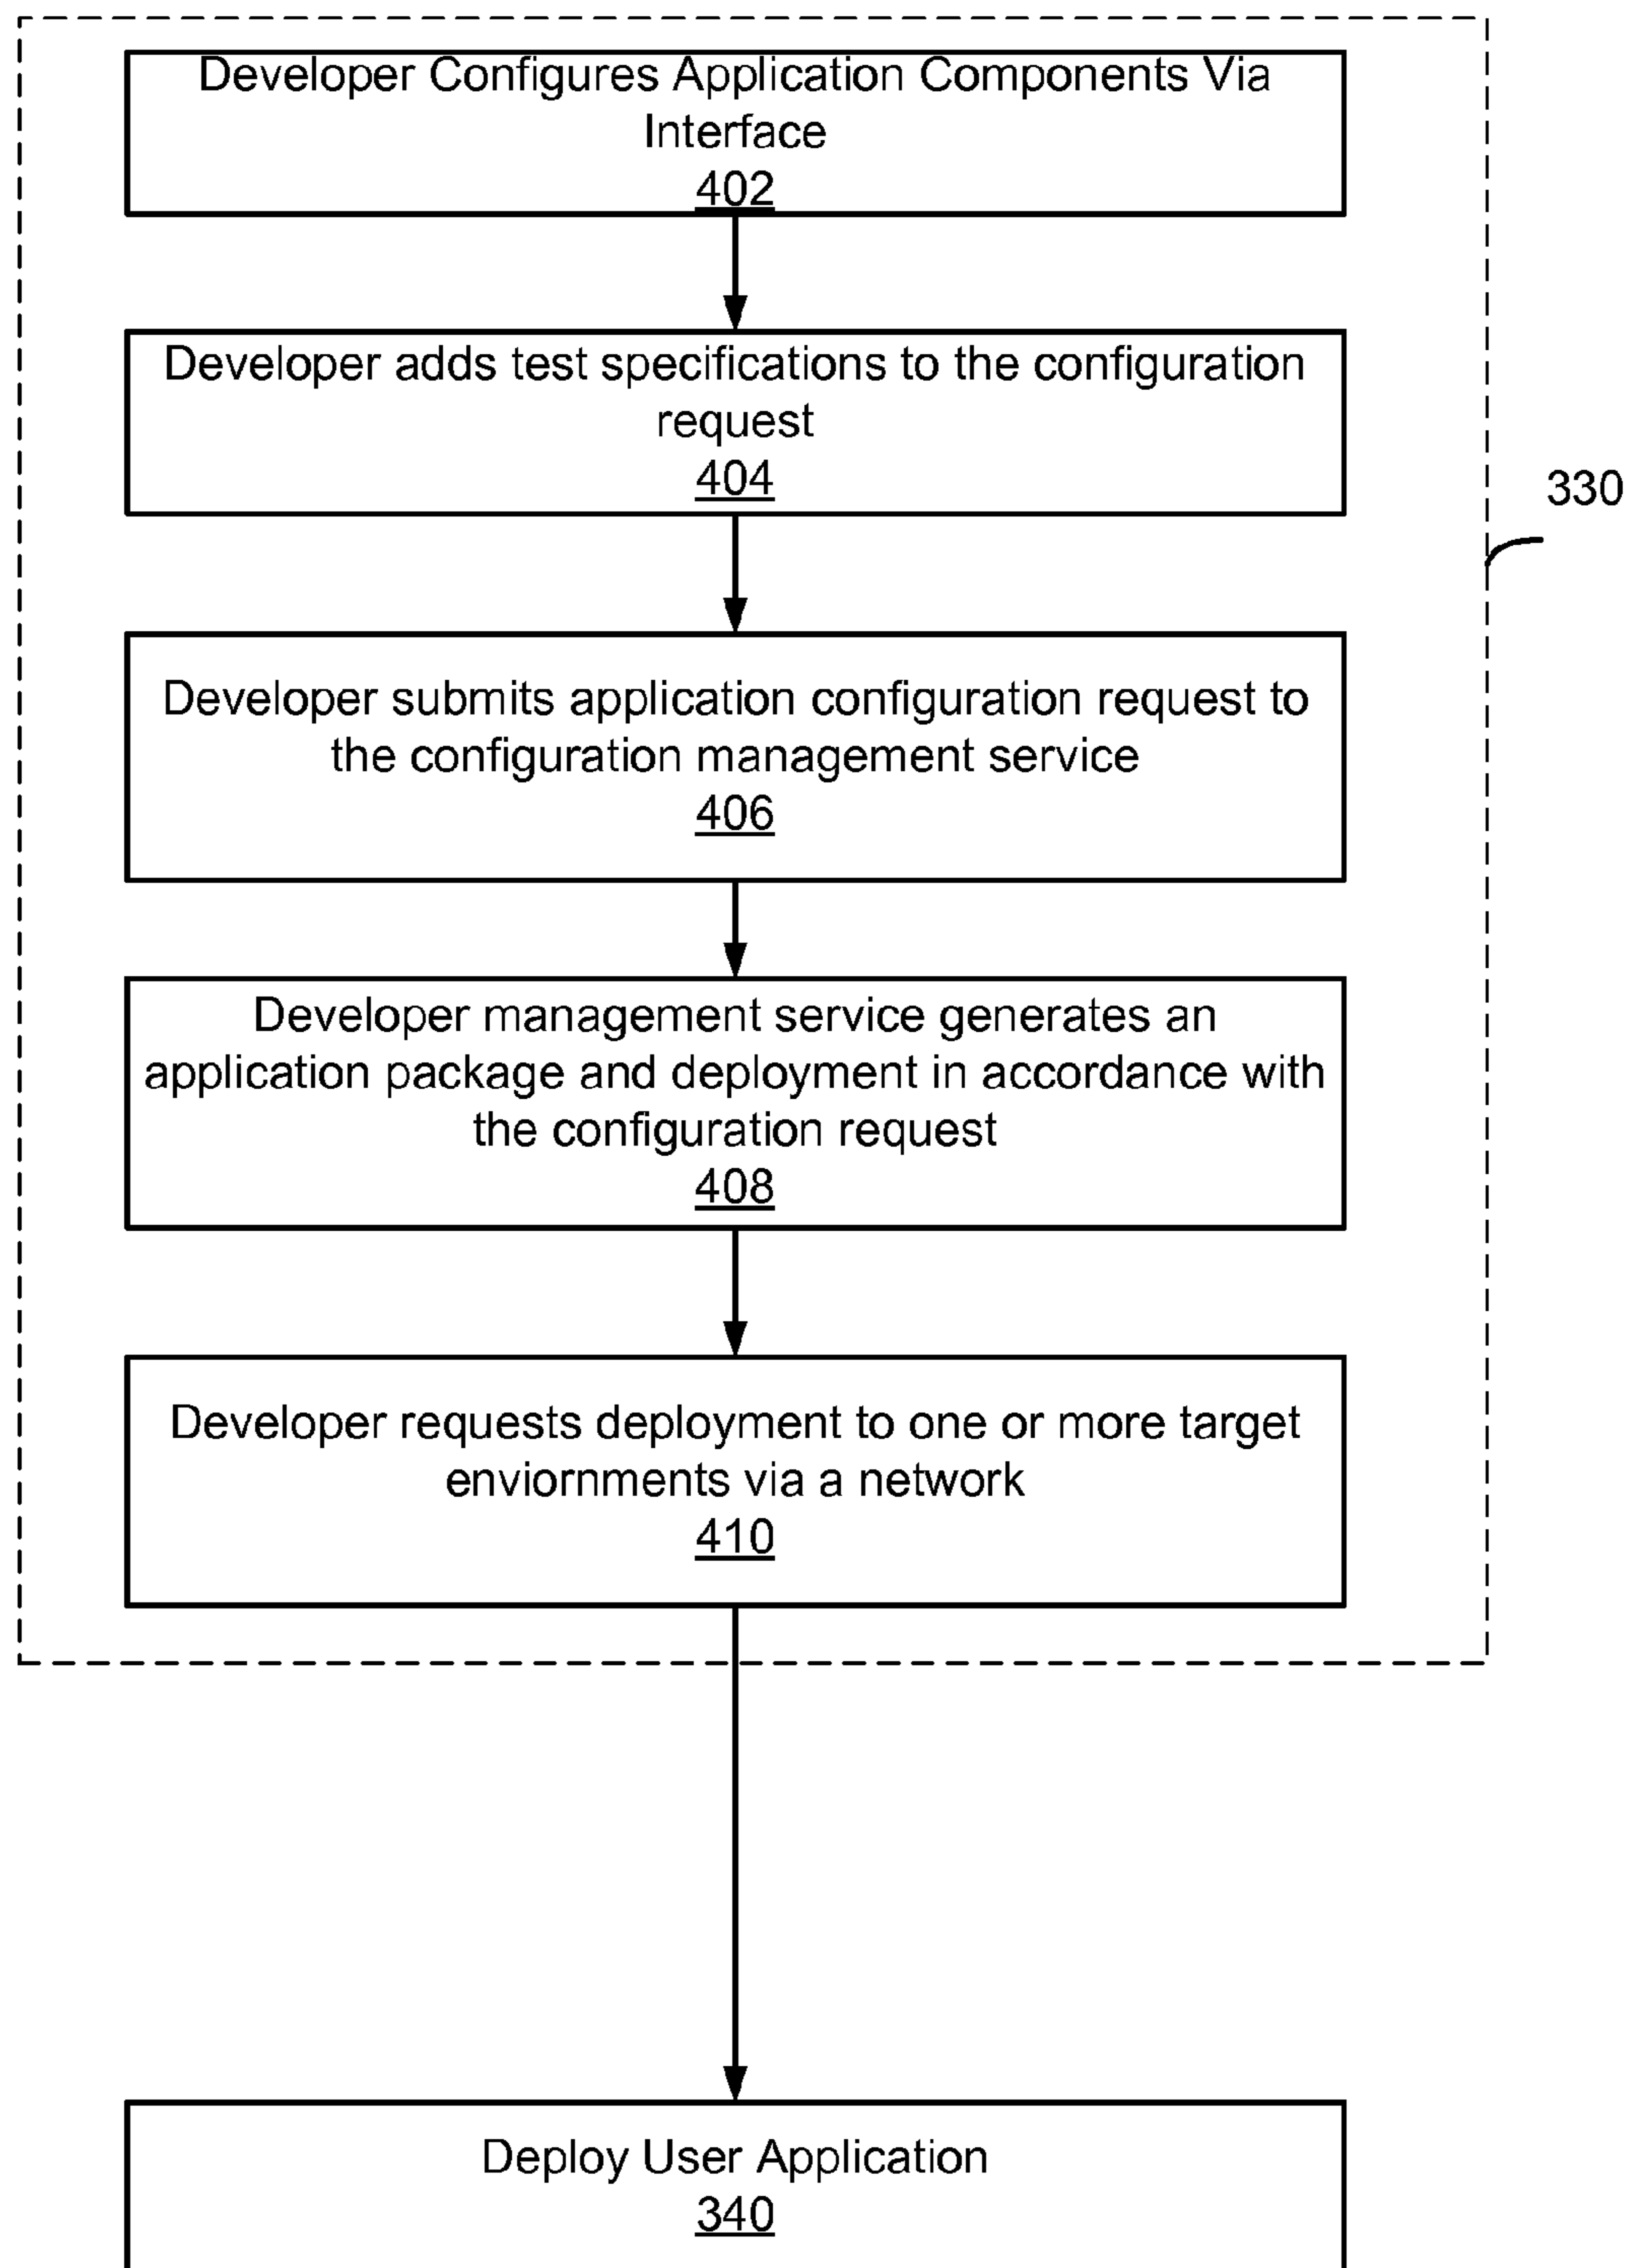 Developer Configures Application Components Via
Interface
402
Developer adds test specifications to the configuration
request
404
330
Developer submits application configuration request to
the configuration management service
406
Developer management service generates an
application package and deployment in accordance with
the configuration request
408
Developer requests deployment to one or more target
enviornments via a network
410
Deploy User Application
340